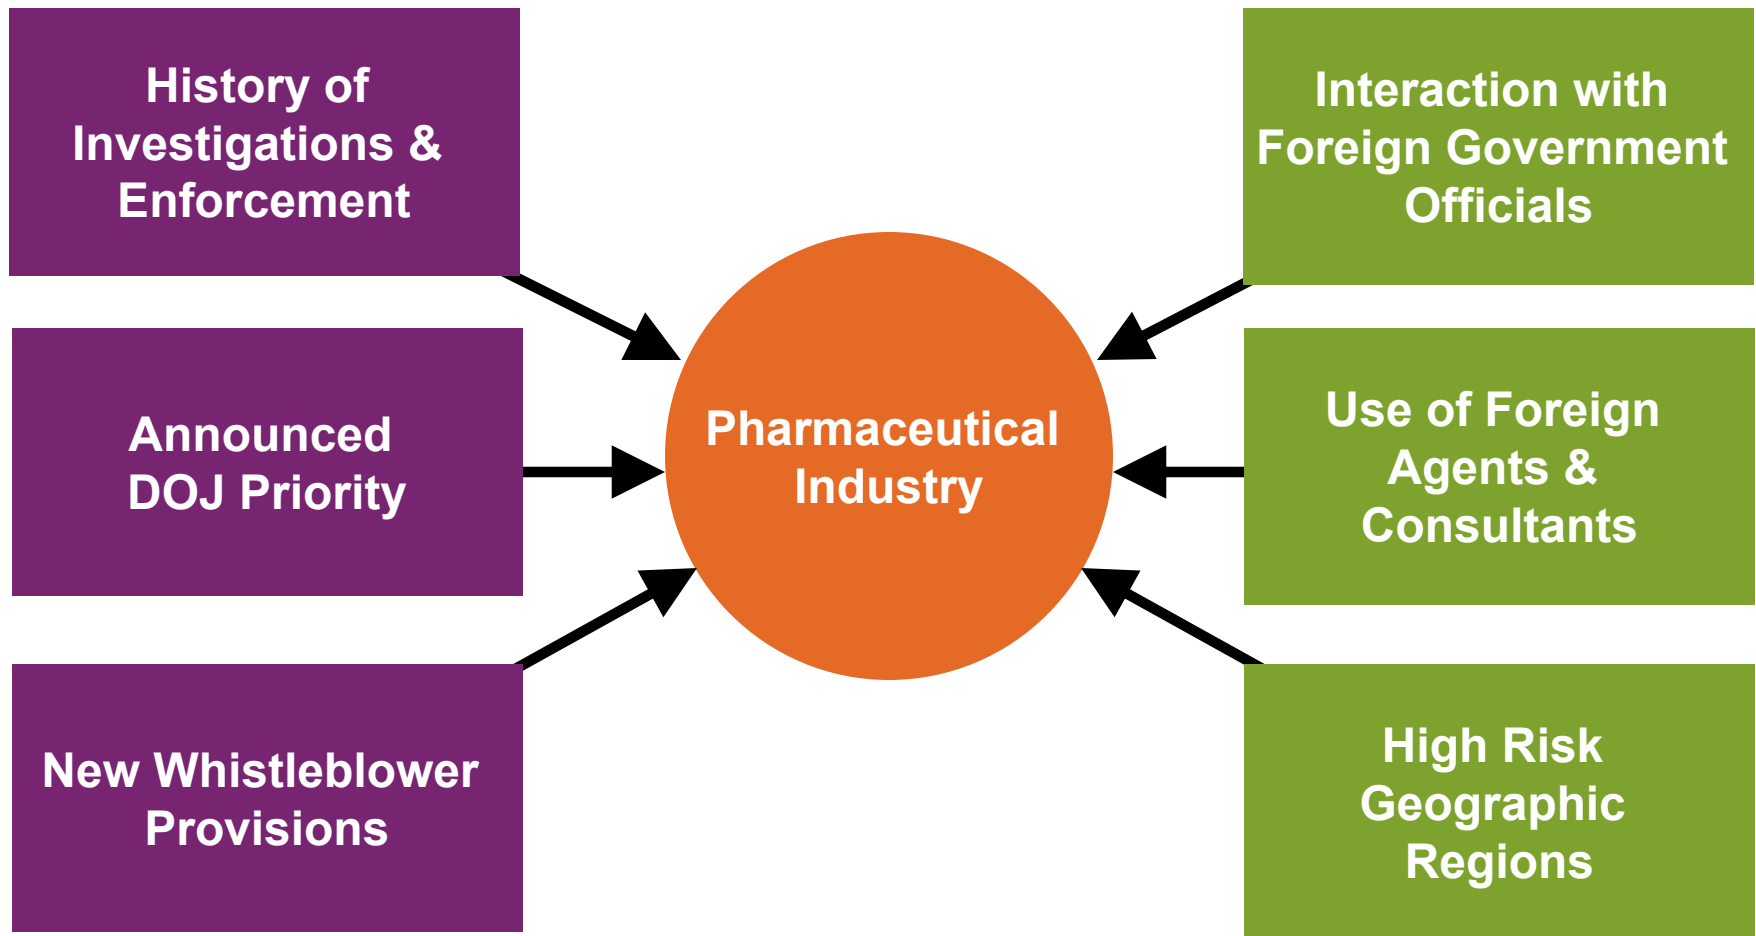 History of
Investigations &
Enforcement
Announced
DOJ Priority
New Whistleblower
Provisions
Pharmaceutical
Industry
Interaction with
Foreign Government
Officials
Use of Foreign
Agents &
Consultants
High Risk
Geographic
Regions